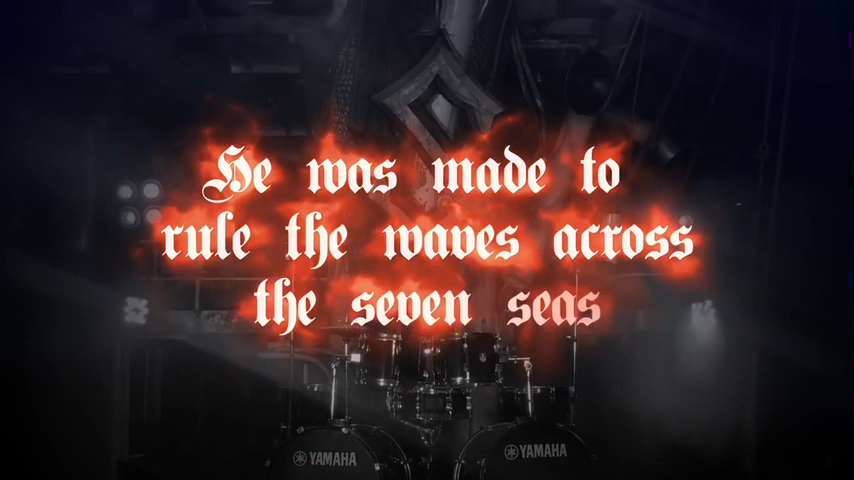 He was made to
rule the waves across
the seven seas
YAMAHA
YAMAHA